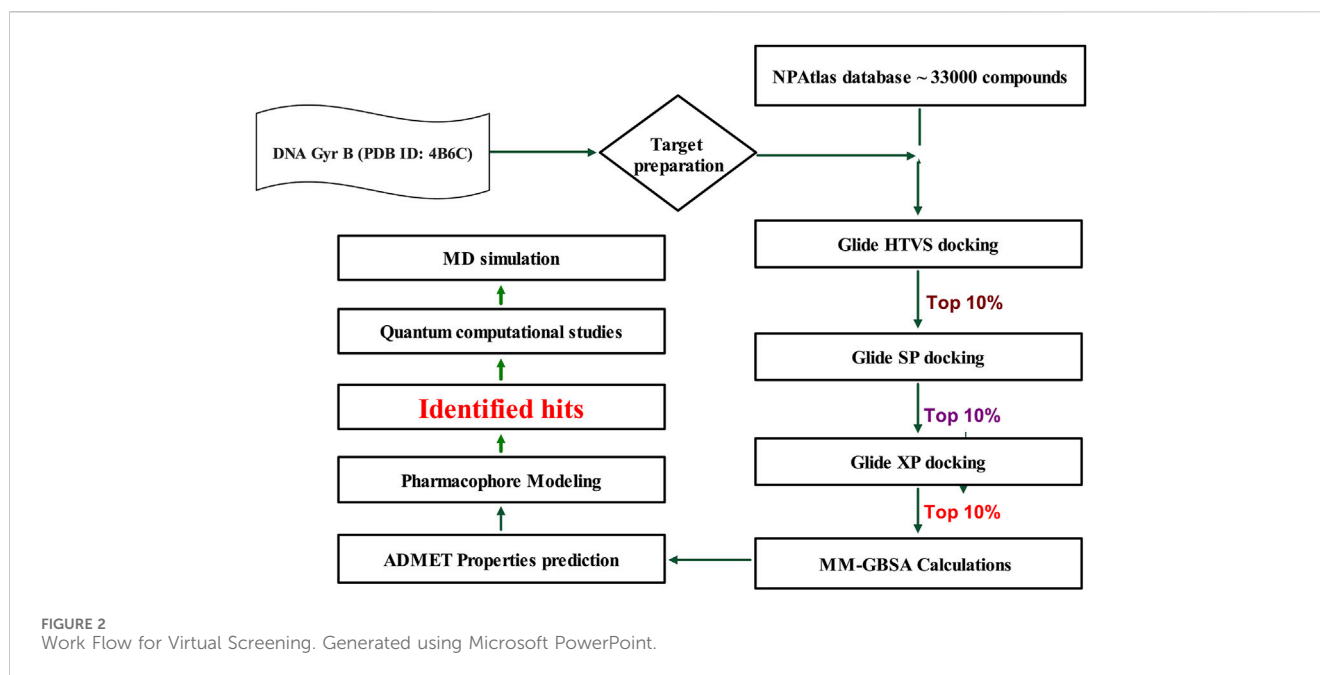 NPAtlas database ~ 33000 compounds
DNA Gyr B (PDB ID: 4B6C)
Target
preparation
Glide HTVS docking
Top 10%
Glide SP docking
Top 10%
Glide XP docking
Top 10%
MM-GBSA Calculations
ADMET Properties prediction
Pharmacophore Modeling
Identified hits
Quantum computational studies
MD simulation
FIGURE 2
Work Flow for Virtual Screening. Generated using Microsoft PowerPoint.